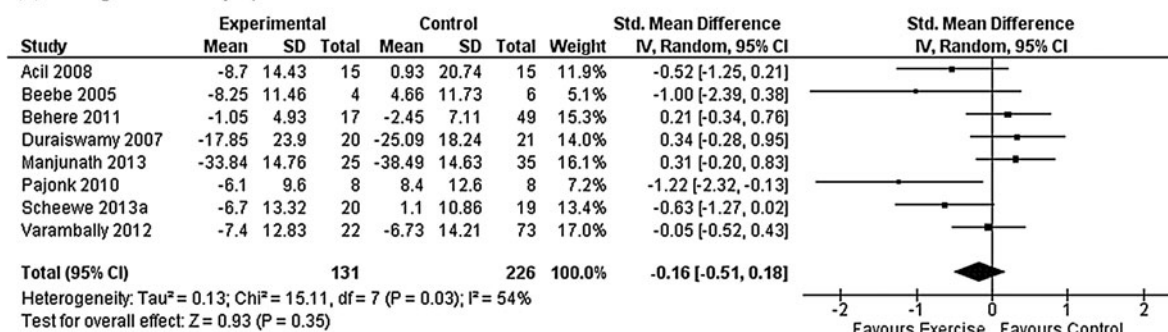 Experimental Control Std. Mean Difference Std. Mean Difference
Study Mean SD Total Mean SD Total Weight IV, Random, 95% CI IV, Random, 95% CI
Acil 2008 -8.7 14.43 15 0.93 20.74 15 11.9% -0.52 [-1.25, 0.21]
Beebe 2005 -8.25 11.46 4 4.66 11.73 6 5.1% -1.00 [-2.39, 0.38]
Behere 2011 -1.05 4.93 17 -2.45 7.11 49 15.3% 0.21 [-0.34, 0.76]
Duraiswamy 2007 -17.85 23.9 20 -25.09 18.24 21 14.0% 0.34 [-0.28, 0.95]
Manjunath 2013 -33.84 14.76 25 -38.49 14.63 35 16.1% 0.31 [-0.20, 0.83]
Pajonk 2010 -6.1 9.6 8 8.4 12.6 8 7.2% -1.22 [-2.32, -0.13]
Scheewe 2013a -6.7 13.32 20 1.1 10.86 19 13.4% -0.63 [-1.27, 0.02]
Varambally 2012 -7.4 12.83 22 -6.73 14.21 73 17.0% -0.05 [-0.52, 0.43]
Total (95% CI) 131 226 100.0% -0.16 [-0.51, 0.18]
Heterogeneity: Tau² = 0.13; Chi² = 15.11, df = 7 (P = 0.03); I² = 54%
Test for overall effect: Z = 0.93 (P = 0.35)
-2 -1 0 1 2
Favours Exercise Favours Control